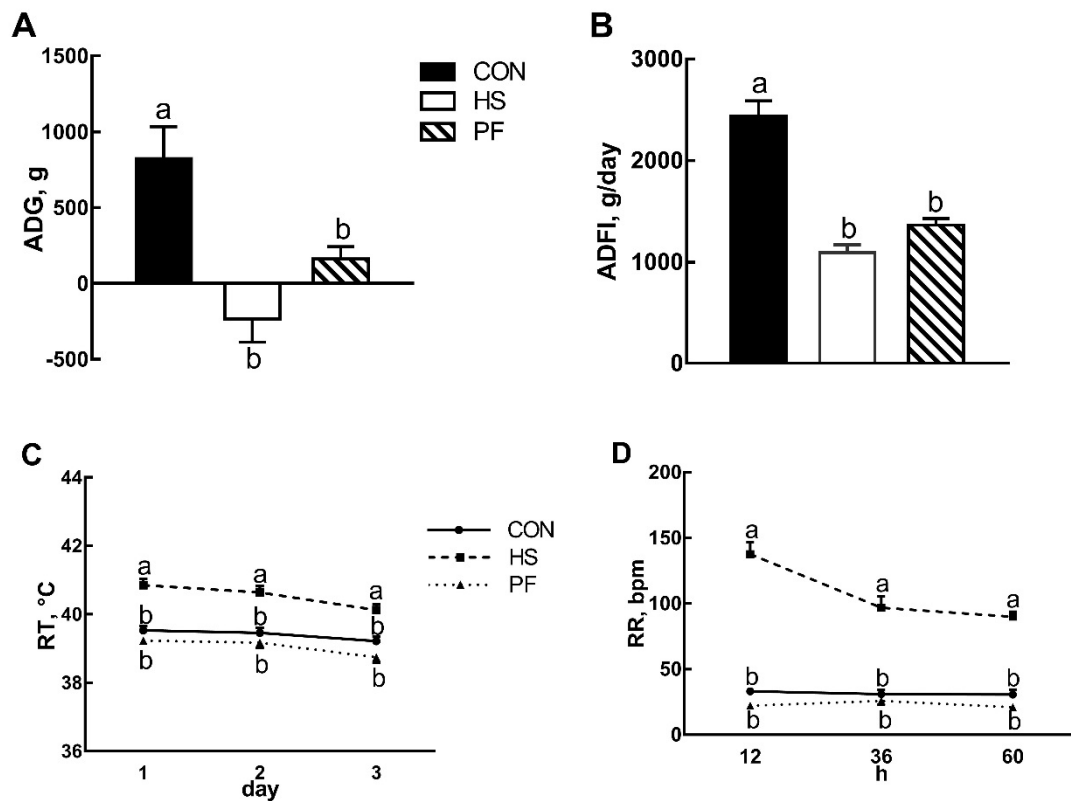 A
1500
1000
500
0
-500
ADG, g
a
b
b
CON
HS
PF
B
3000
2000
1000
0
ADFI, g/day
a
b
b
C
44
42
40
38
36
RT, °C
a
a
a
b
b
b
b
b
b
1
2
3
day
CON
HS
PF
D
200
150
100
50
0
RR, bpm
a
a
a
b
b
b
b
b
b
12
36
60
h